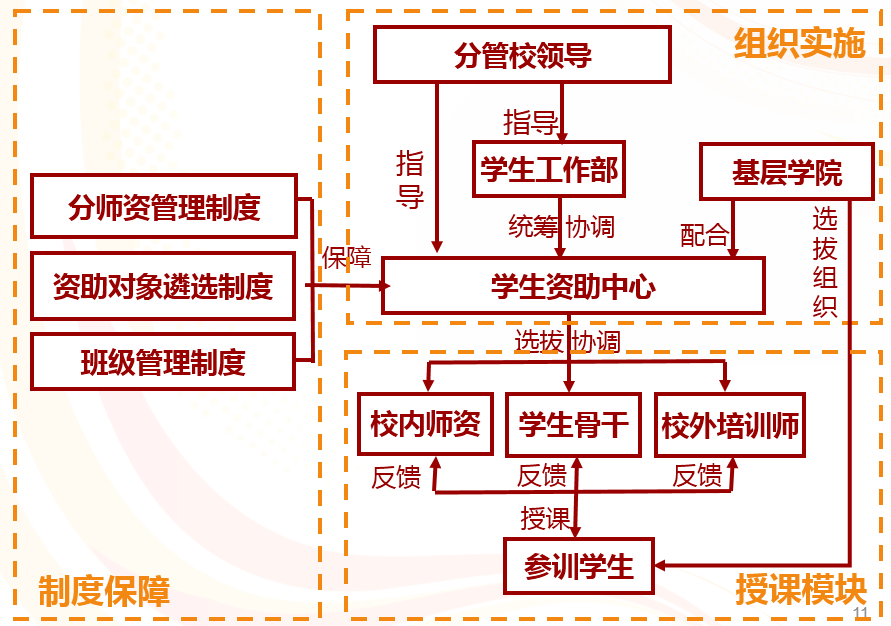 组织实施
分管校领导
指导
指导
学生工作部
基层学院
统筹 协调
配合
选拔组织
分师资管理制度
资助对象遴选制度
班级管理制度
保障
学生资助中心
选拔 协调
校内师资
学生骨干
校外培训师
反馈
反馈
反馈
授课
参训学生
制度保障
授课模块
11